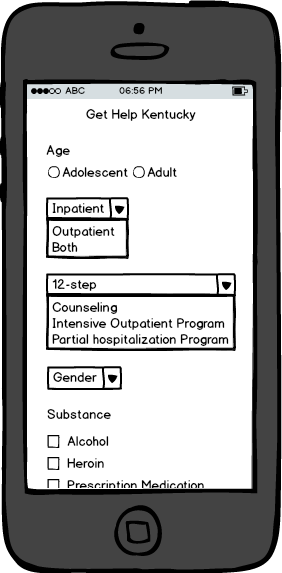 ABC 06:56 PM
Get Help Kentucky
Age
Adolescent Adult
Inpatient
Outpatient
Both
12-step
Counseling
Intensive Outpatient Program
Partial hospitalization Program
Gender
Substance
Alcohol
Heroin
Prescription Medication